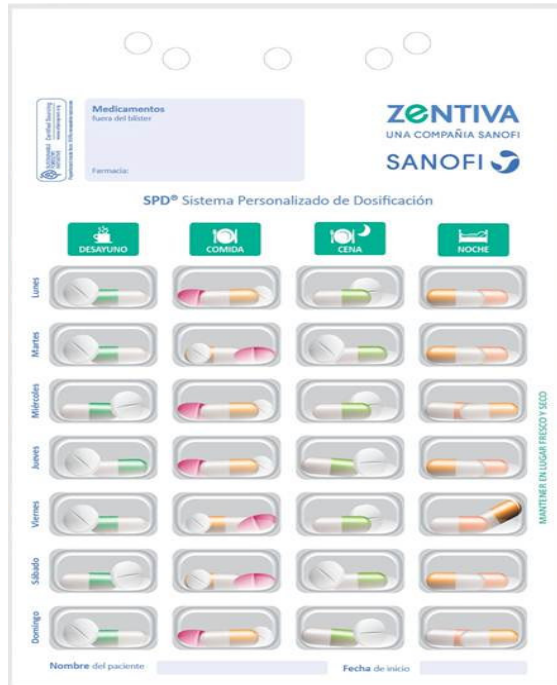 Medicamentos
fuera del blíster
Farmacia:
ZENTIVA
UNA COMPAÑIA SANOFI
SANOFI
SPD® Sistema Personalizado de Dosificación
DESAYUNO
COMIDA
CENA
NOCHE
Lunes
Martes
Miércoles
Jueves
Viernes
Sábado
Domingo
MANTENER EN LUGAR FRESCO Y SECO
Nombre del paciente
Fecha de inicio